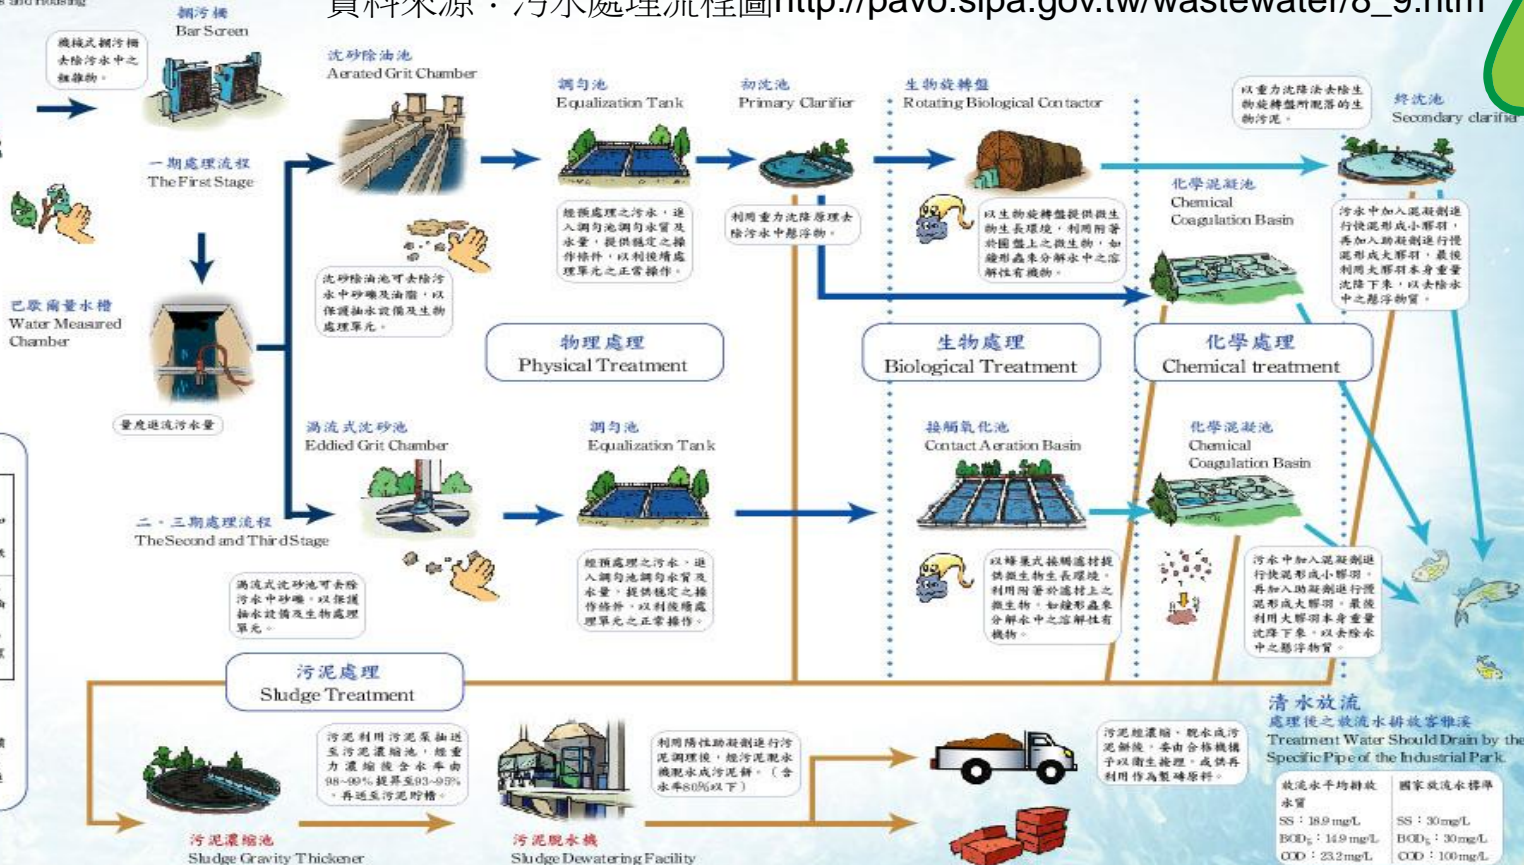 資料來源：污水處理流程圖http://pavo.sipa.gov.tw/wastewater/8_9.htm
攔污柵
Bar Screen
機械式攔污柵
去除污水中之
粗雜物。
沈砂除油池
Aerated Grit Chamber
調勻池
Equalization Tank
初沈池
Primary Clarifier
生物旋轉盤
Rotating Biological Contactor
以重力沈降法去除生
物旋轉盤所脫落的生
物污泥。
終沈池
Secondary clarifier
一期處理流程
The First Stage
化學混凝池
Chemical
Coagulation Basin
經預處理之污水，進
入調勻池調勻水質及
水量，提供穩定之操
作條件，以利後續處
理單元之正常操作。
利用重力沈降原理去
除污水中懸浮物。
以生物旋轉盤提供微生
物生長環境，利用附著
於圓盤上之微生物，如
鐘形蟲來分解水中之溶
解性有機物。
污水中加入混凝劑進
行快混形成小膠羽，
再加入助凝劑進行慢
混形成大膠羽，最後
利用大膠羽本身重量
沈降下來，以去除水
中之懸浮物質。
沈砂除油池可去除污
水中砂礫及油脂，以
保護抽水設備及生物
處理單元。
巴歇爾量水槽
Water Measured
Chamber
物理處理
Physical Treatment
生物處理
Biological Treatment
化學處理
Chemical treatment
量度進流污水量
渦流式沈砂池
Eddied Grit Chamber
調勻池
Equalization Tank
接觸氧化池
Contact Aeration Basin
化學混凝池
Chemical
Coagulation Basin
二、三期處理流程
The Second and Third Stage
渦流式沈砂池可去除
污水中砂礫，以保護
抽水設備及生物處理
單元。
經預處理之污水，進
入調勻池調勻水質及
水量，提供穩定之操
作條件，以利後續處
理單元之正常操作。
以蜂巢式接觸濾材提
供微生物生長環境，
利用附著於濾材上之
微生物，如鐘形蟲來
分解水中之溶解性有
機物。
污水中加入混凝劑進
行快混形成小膠羽，
再加入助凝劑進行慢
混形成大膠羽，最後
利用大膠羽本身重量
沈降下來，以去除水
中之懸浮物質。
污泥處理
Sludge Treatment
清水放流
處理後之放流水排放客雅溪
Treatment Water Should Drain by the
Specific Pipe of the Industrial Park.
污泥利用污泥泵抽送
至污泥濃縮池，經重
力濃縮後含水率由
98~99%提昇至93~95%
，再送至污泥貯槽。
利用陽性助凝劑進行污
泥調理後，經污泥脫水
機脫水成污泥餅。（含
水率80%以下）
污泥經濃縮、脫水成污
泥餅後，委由合格機構
予以衛生掩埋，或供再
利用作為製磚原料。
放流水平均排放
水質
SS：18.9mg/L
BOD5：14.9mg/L
COD：23.2mg/L
國家放流水標準
SS：30mg/L
BOD5：30mg/L
COD：100mg/L
污泥濃縮池
Sludge Gravity Thickener
污泥脫水機
Sludge Dewatering Facility